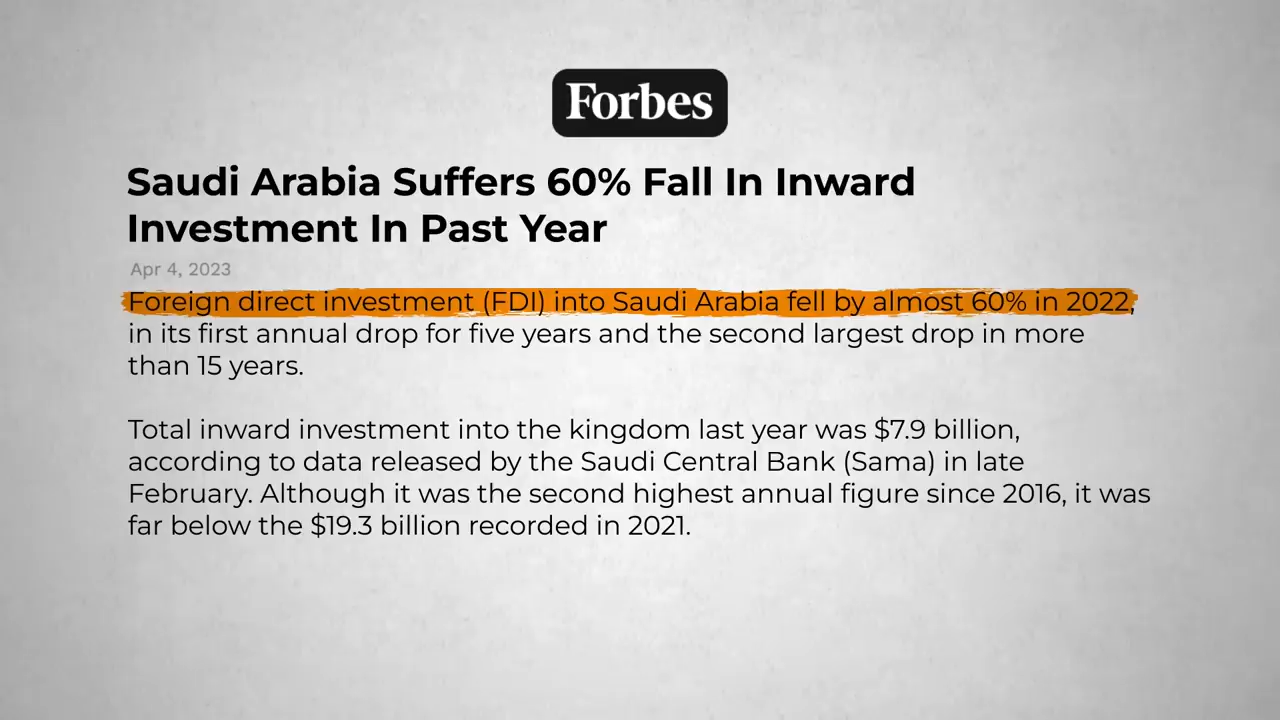 Forbes
Saudi Arabia Suffers 60% Fall In Inward
Investment In Past Year
Apr 4, 2023
Foreign direct investment (FDI) into Saudi Arabia fell by almost 60% in 2022,
in its first annual drop for five years and the second largest drop in more
than 15 years.
Total inward investment into the kingdom last year was $7.9 billion,
according to data released by the Saudi Central Bank (Sama) in late
February. Although it was the second highest annual figure since 2016, it was
far below the $19.3 billion recorded in 2021.